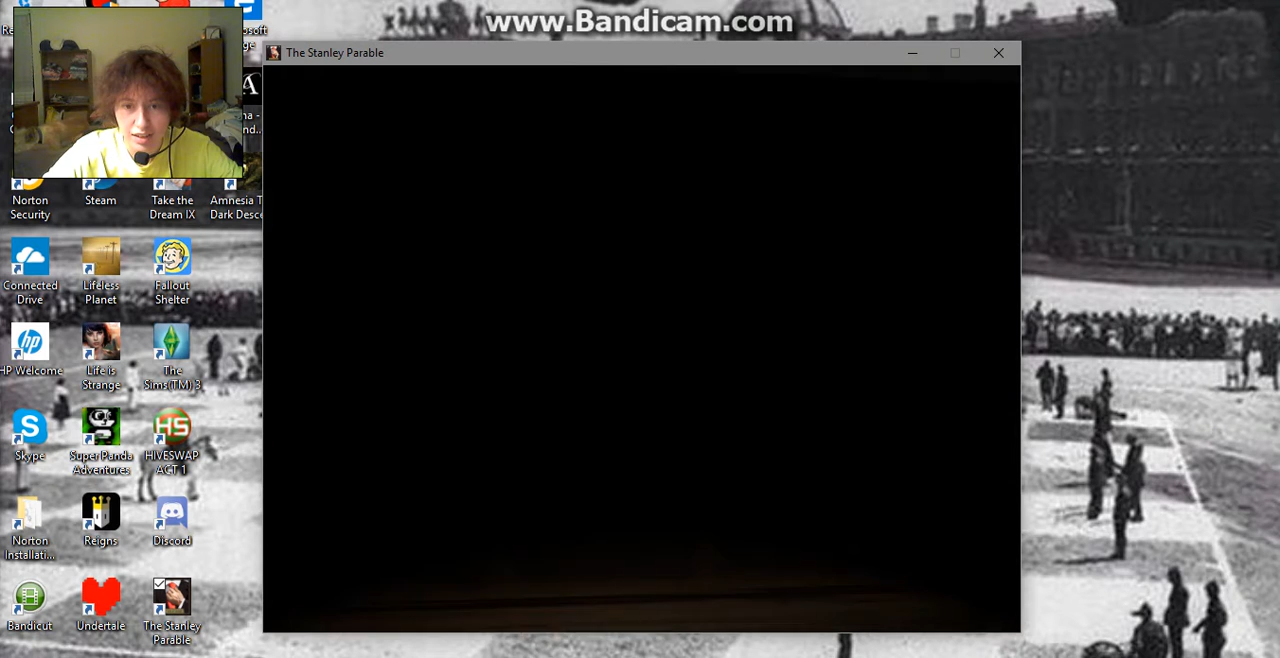 www.Bandicam.com
The Stanley Parable
Norton
Security
Steam
Take the
Dream IX
Amnesia T
Dark Desce
Connected
Drive
Lifeless
Planet
Fallout
Shelter
HP Welcome
Life is
Strange
The
Sims(TM) 3
Skype
Super Panda
Adventures
HIVESWAP
ACT 1
Norton
Installati...
Reigns
Discord
Bandicut
Undertale
The Stanley
Parable